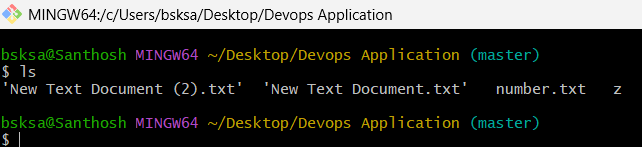 MINGW64:/c/Users/bsksa/Desktop/Devops Application
bsksa@Santhosh MINGW64 ~/Desktop/Devops Application (master)
$ ls
'New Text Document (2).txt'  'New Text Document.txt'   number.txt   z
bsksa@Santhosh MINGW64 ~/Desktop/Devops Application (master)
$